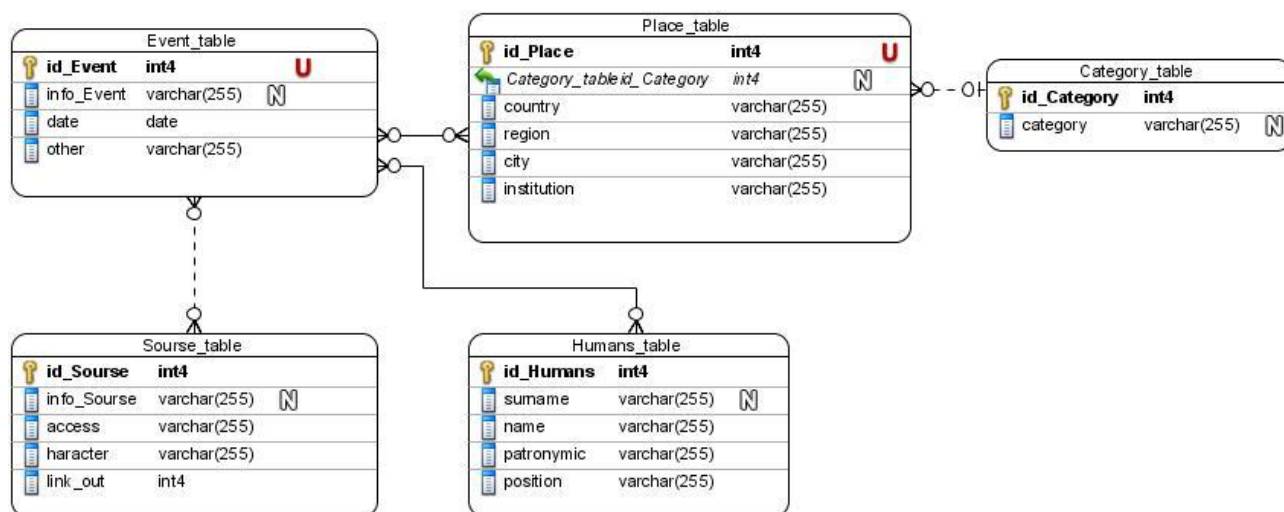 Event_table
id_Event int4 U
info_Event varchar(255) N
date date
other varchar(255)
Place_table
id_Place int4 U
Category_tableid_Category int4 N
country varchar(255)
region varchar(255)
city varchar(255)
institution varchar(255)
Category_table
id_Category int4
category varchar(255) N
Sourse_table
id_Sourse int4
info_Sourse varchar(255) N
access varchar(255)
haracter varchar(255)
link_out int4
Humans_table
id_Humans int4
surname varchar(255) N
name varchar(255)
patronymic varchar(255)
position varchar(255)